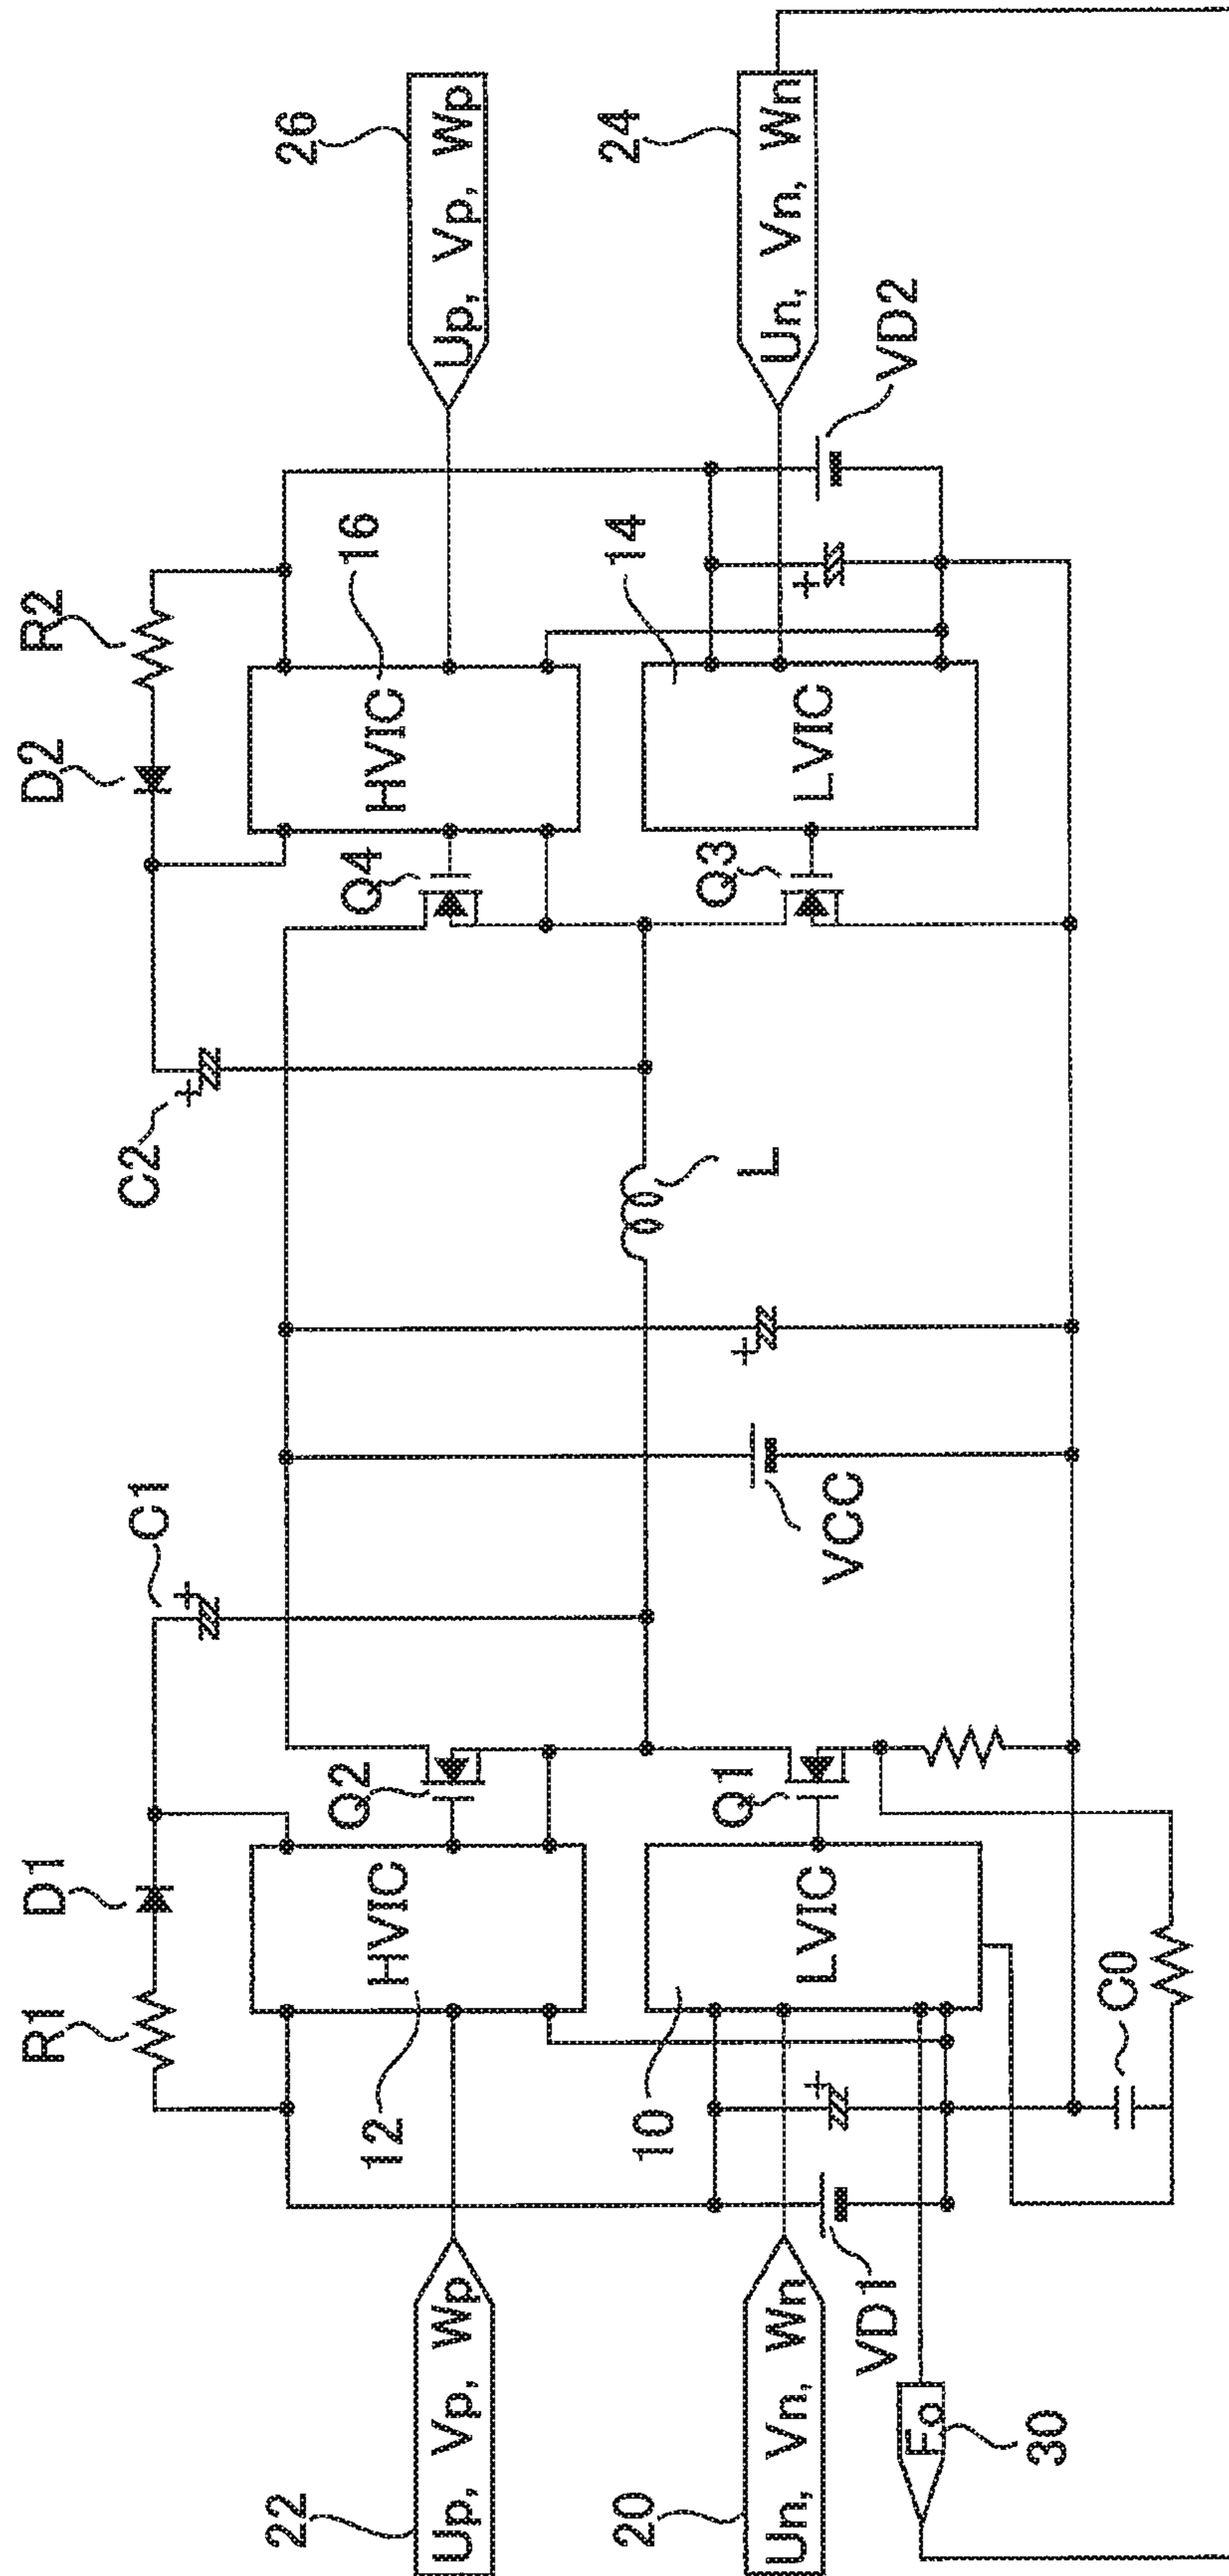 R1
D1
C1
C2
D2
R2
22
Up, Vp, Wp
12
HVIC
Q2
Q4
HVIC
16
26
Up, Vp, Wp
20
Un, Vn, Wn
10
LVIC
Q1
VCC
L
Q3
LVIC
14
24
Un, Vn, Wn
VD1
VD2
30
Fo
C0